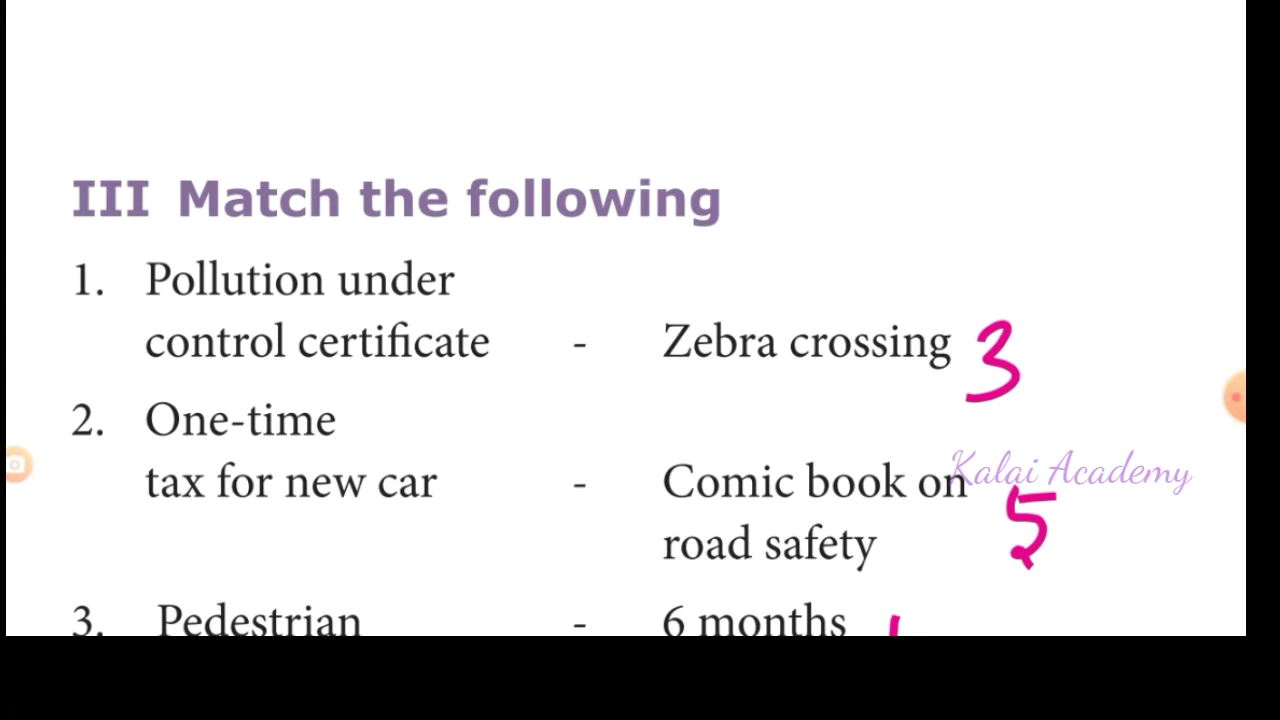 III Match the following
1. Pollution under
control certificate - Zebra crossing 3
2. One-time
Kalai Academy
tax for new car - Comic book on
road safety 5
3. Pedestrian - 6 months